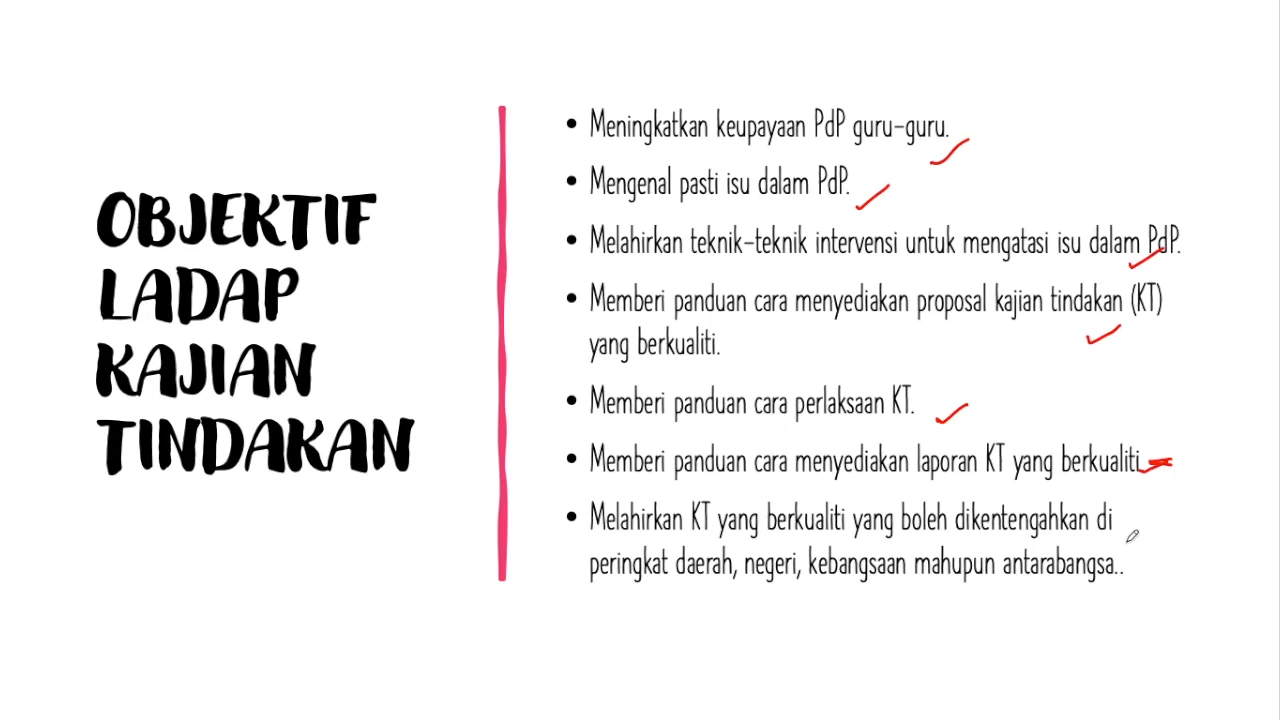 OBJEKTIF
LADAP
KAJIAN
TINDAKAN
• Meningkatkan keupayaan PdP guru-guru.
• Mengenal pasti isu dalam PdP.
• Melahirkan teknik-teknik intervensi untuk mengatasi isu dalam PdP.
• Memberi panduan cara menyediakan proposal kajian tindakan (KT)
yang berkualiti.
• Memberi panduan cara perlaksaan KT.
• Memberi panduan cara menyediakan laporan KT yang berkualiti
• Melahirkan KT yang berkualiti yang boleh dikentengahkan di
peringkat daerah, negeri, kebangsaan mahupun antarabangsa..